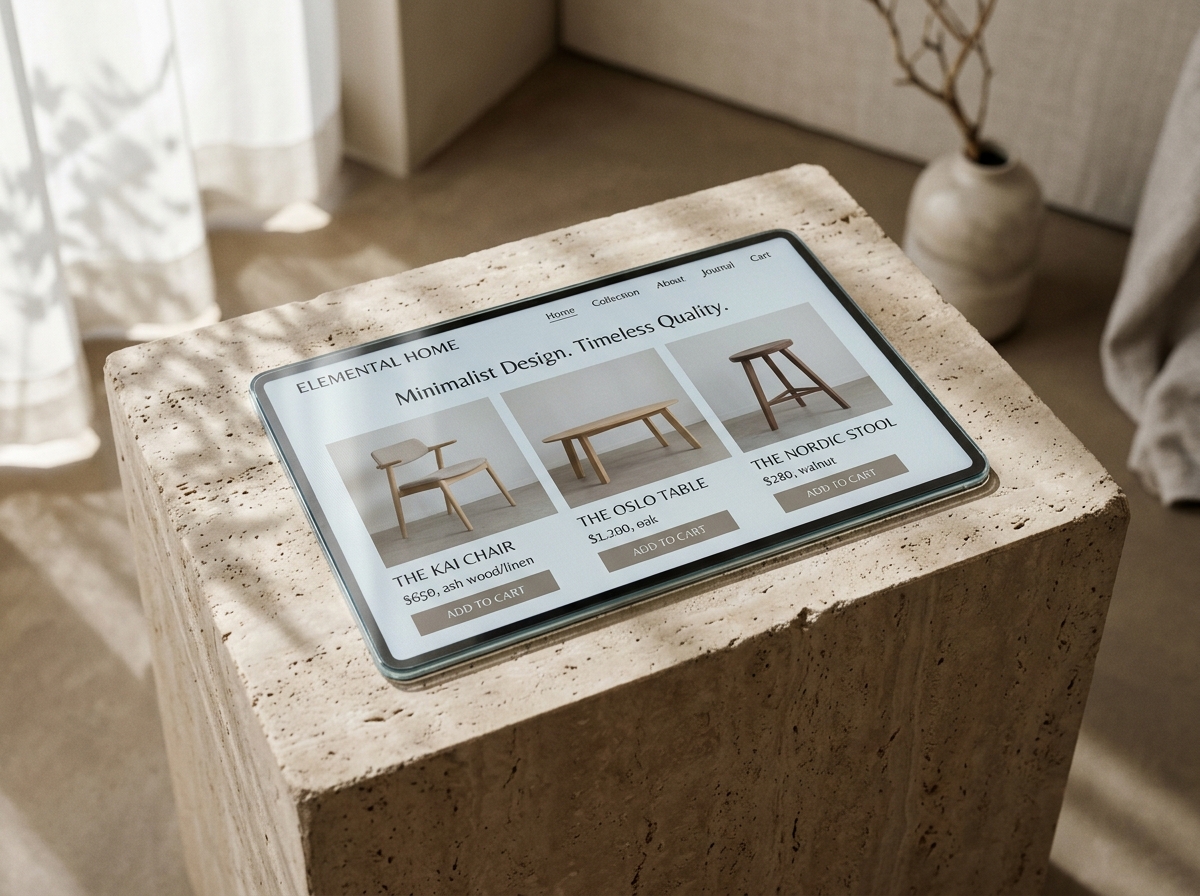 ELEMENTAL HOME
Home Collection About Journal Cart
Minimalist Design. Timeless Quality.
THE KAI CHAIR
$650, ash wood/linen
ADD TO CART
THE OSLO TABLE
$1.200, oak
ADD TO CART
THE NORDIC STOOL
$280, walnut
ADD TO CART